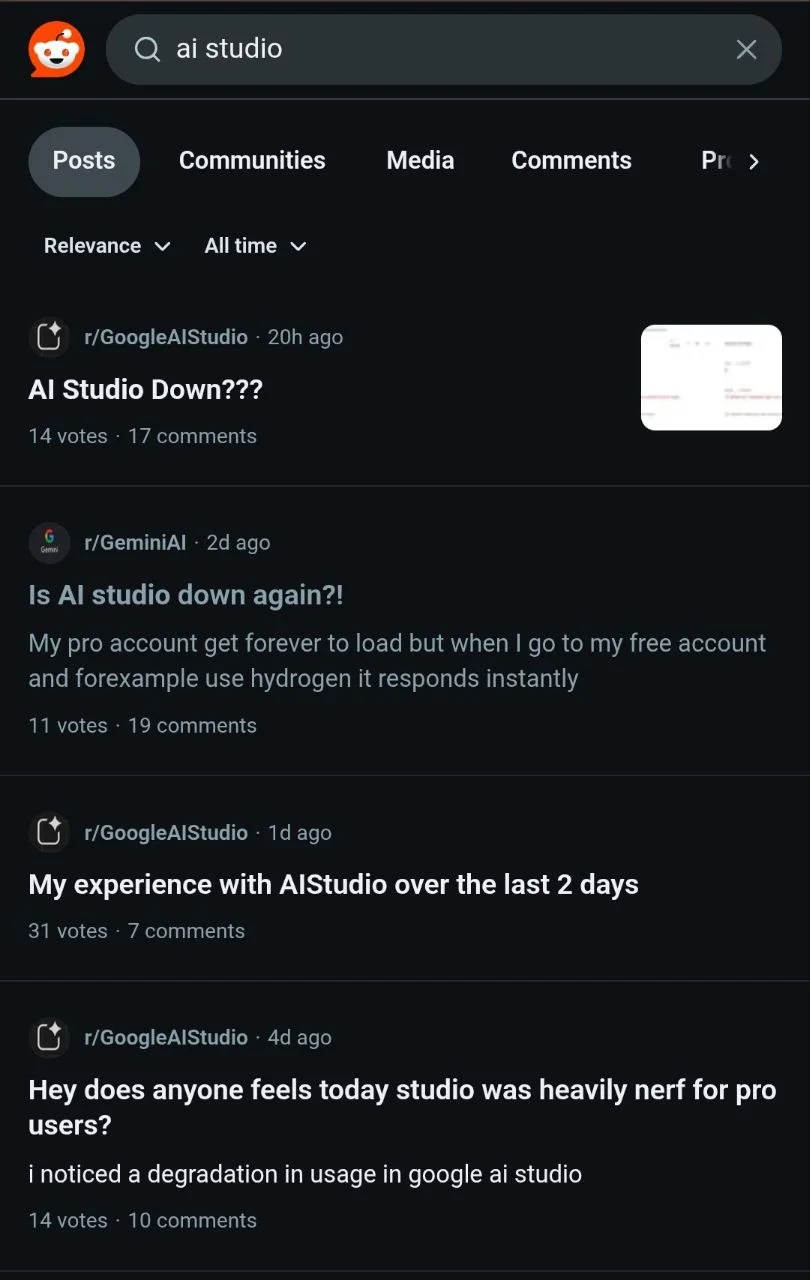 ai studio
Posts Communities Media Comments
Relevance All time
r/GoogleAIStudio · 20h ago
AI Studio Down???
14 votes · 17 comments
Gemini
r/GeminiAI · 2d ago
Is AI studio down again?!
My pro account get forever to load but when I go to my free account
and forexample use hydrogen it responds instantly
11 votes · 19 comments
r/GoogleAIStudio · 1d ago
My experience with AIStudio over the last 2 days
31 votes · 7 comments
r/GoogleAIStudio · 4d ago
Hey does anyone feels today studio was heavily nerf for pro
users?
i noticed a degradation in usage in google ai studio
14 votes · 10 comments